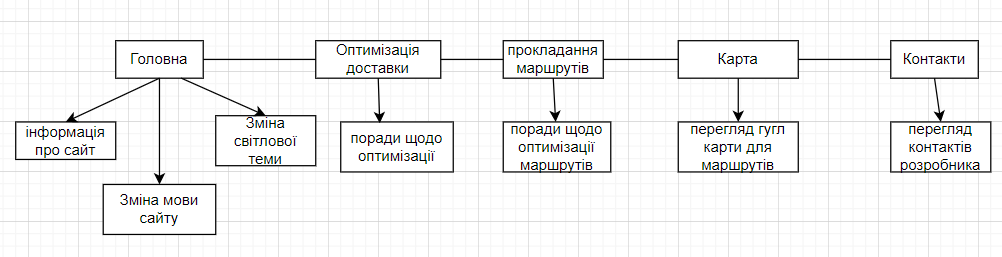 Головна
Оптимізація
доставки
прокладання
маршрутів
Карта
Контакти
інформація
про сайт
Зміна мови
сайту
Зміна
світлової
теми
поради щодо
оптимізації
поради щодо
оптимізації
маршрутів
перегляд гугл
карти для
маршрутів
перегляд
контактів
розробника